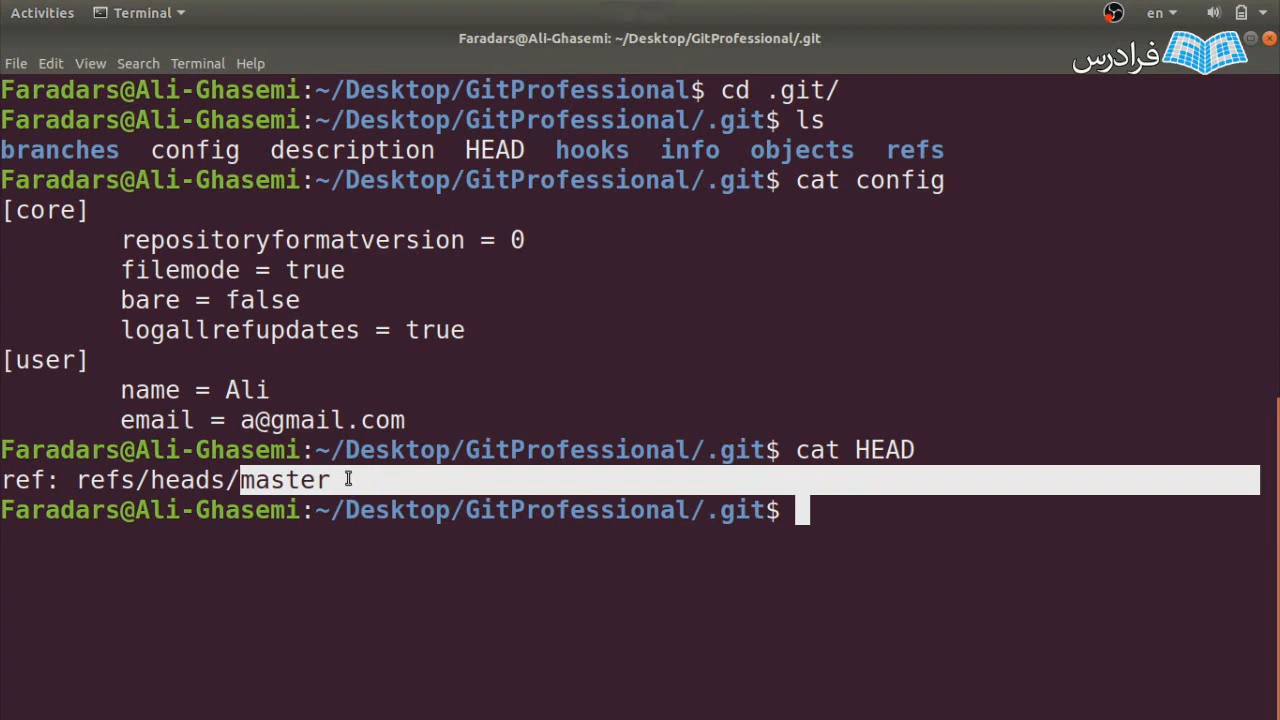 Activities Terminal en
Faradars@Ali-Ghasemi: ~/Desktop/GitProfessional/.git
فرادرس
File Edit View Search Terminal Help
Faradars@Ali-Ghasemi:~/Desktop/GitProfessional$ cd .git/
Faradars@Ali-Ghasemi:~/Desktop/GitProfessional/.git$ ls
branches config description HEAD hooks info objects refs
Faradars@Ali-Ghasemi:~/Desktop/GitProfessional/.git$ cat config
[core]
repositoryformatversion = 0
filemode = true
bare = false
logallrefupdates = true
[user]
name = Ali
email = a@gmail.com
Faradars@Ali-Ghasemi:~/Desktop/GitProfessional/.git$ cat HEAD
ref: refs/heads/master
Faradars@Ali-Ghasemi:~/Desktop/GitProfessional/.git$